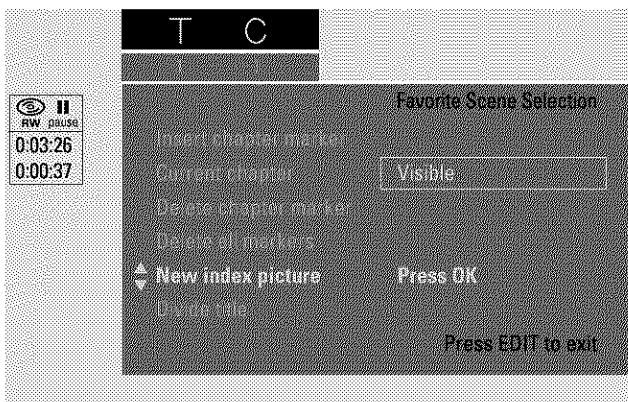 T C
Favorite Scene Selection
RW pause
0:03:26
0:00:37
Insert chapter marker
Current chapter
Visible
Delete chapter marker
Delete all markers
New index picture
Press OK
Divide title
Press EDIT to exit